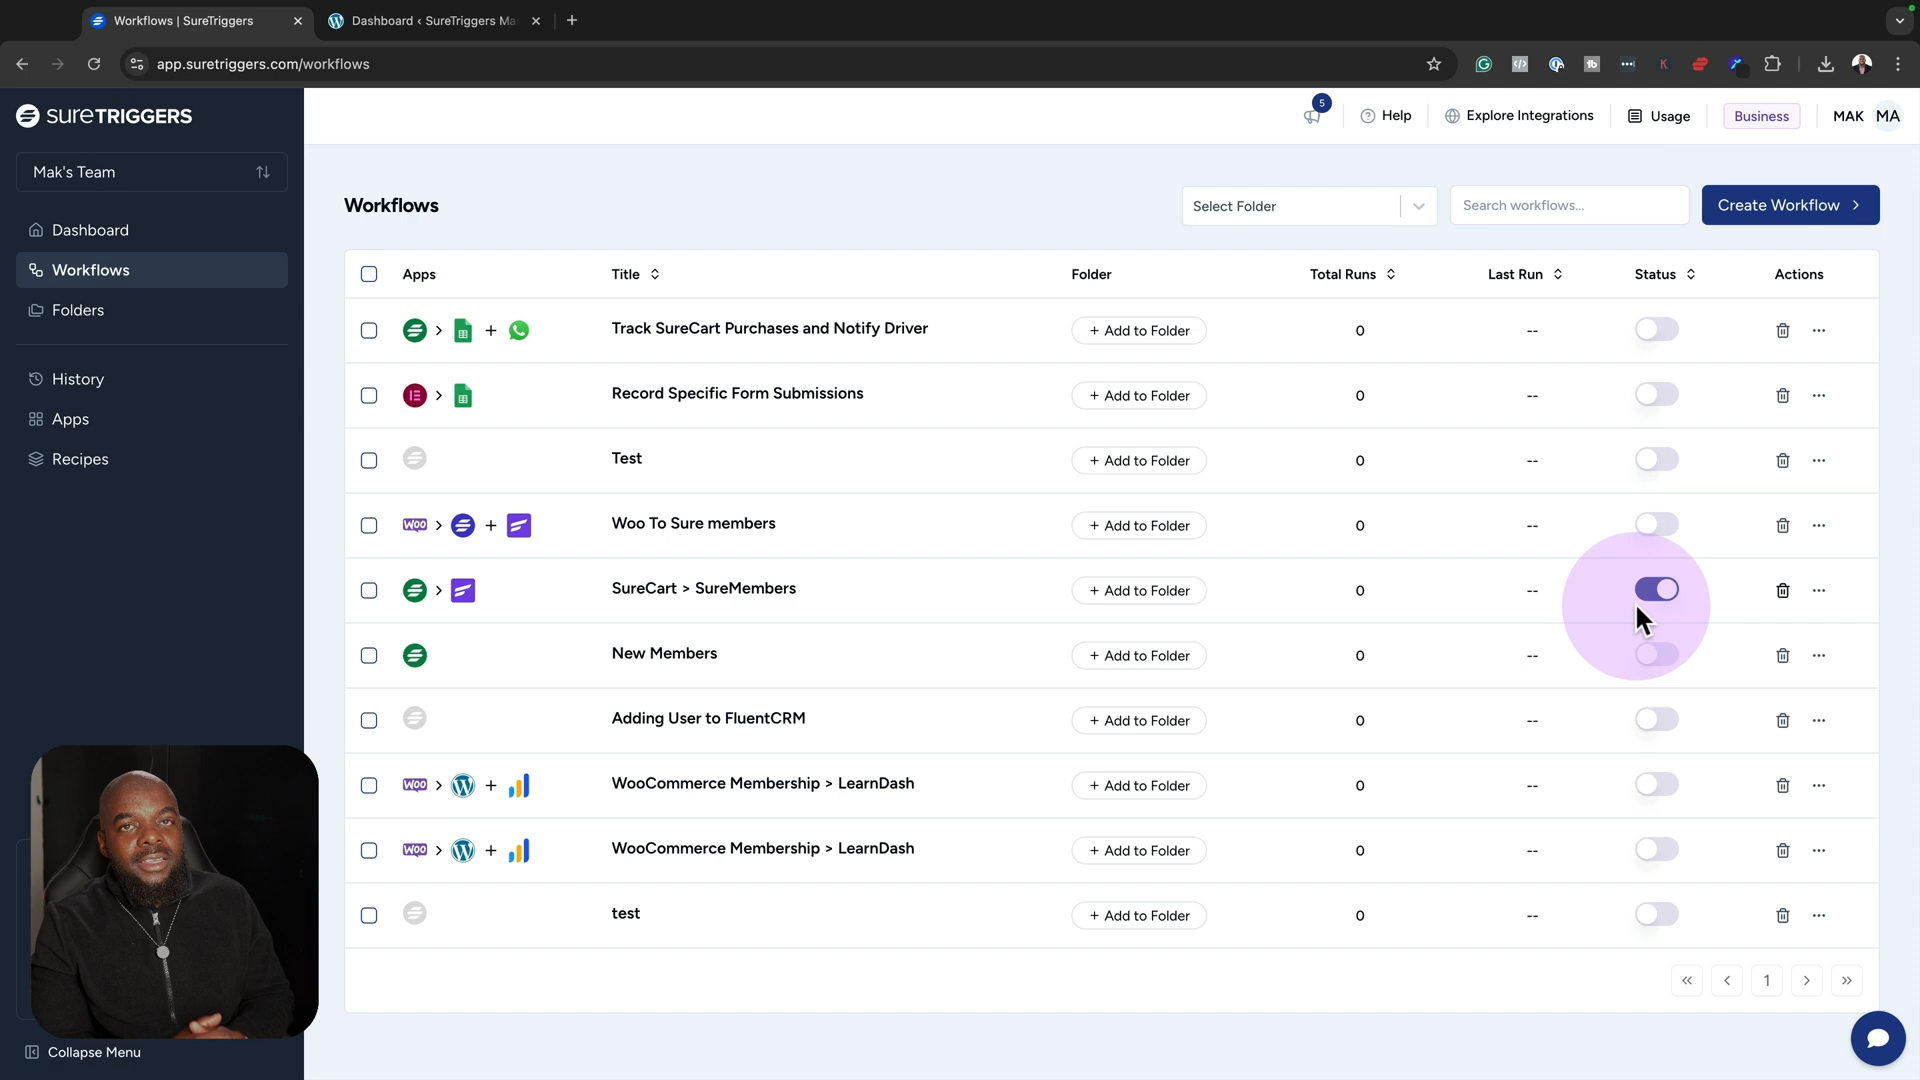 Workflows | SureTriggers
Dashboard ‹ SureTriggers Ma
app.suretriggers.com/workflows
sureTRIGGERS
5
Help
Explore Integrations
Usage
Business
MAK
MA
Mak's Team
Dashboard
Workflows
Folders
History
Apps
Recipes
Collapse Menu
Workflows
Select Folder
Search workflows...
Create Workflow
Apps Title Folder Total Runs Last Run Status Actions
Track SureCart Purchases and Notify Driver + Add to Folder 0 --
Record Specific Form Submissions + Add to Folder 0 --
Test + Add to Folder 0 --
WOO + Woo To Sure members + Add to Folder 0 --
SureCart > SureMembers + Add to Folder 0 --
New Members + Add to Folder 0 --
Adding User to FluentCRM + Add to Folder 0 --
WOO + WooCommerce Membership > LearnDash + Add to Folder 0 --
WOO + WooCommerce Membership > LearnDash + Add to Folder 0 --
test + Add to Folder 0 --
« ‹ 1 › »